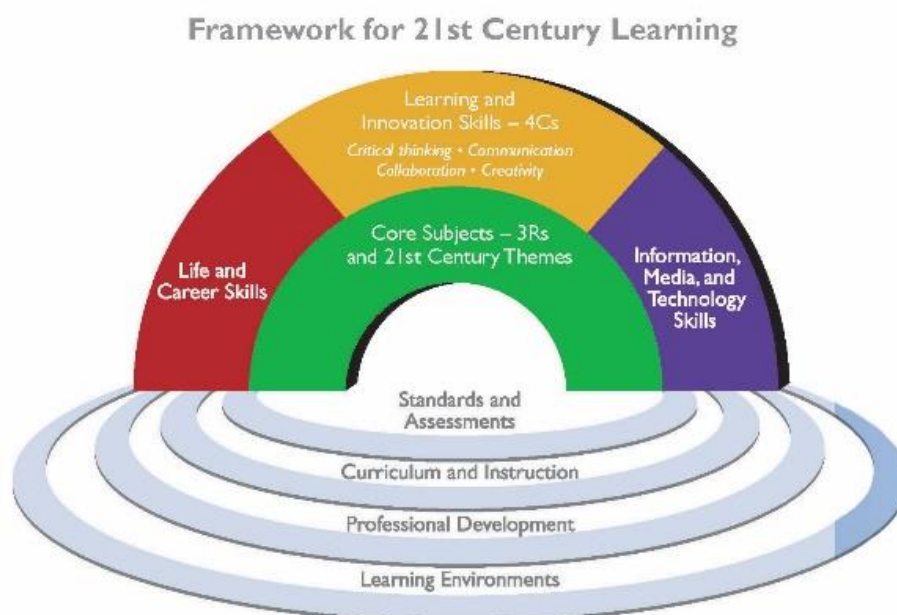 Framework for 21st Century Learning
Learning and
Innovation Skills – 4Cs
Critical thinking • Communication
Collaboration • Creativity
Core Subjects – 3Rs
and 21st Century Themes
Life and
Career Skills
Information,
Media, and
Technology
Skills
Standards and
Assessments
Curriculum and Instruction
Professional Development
Learning Environments